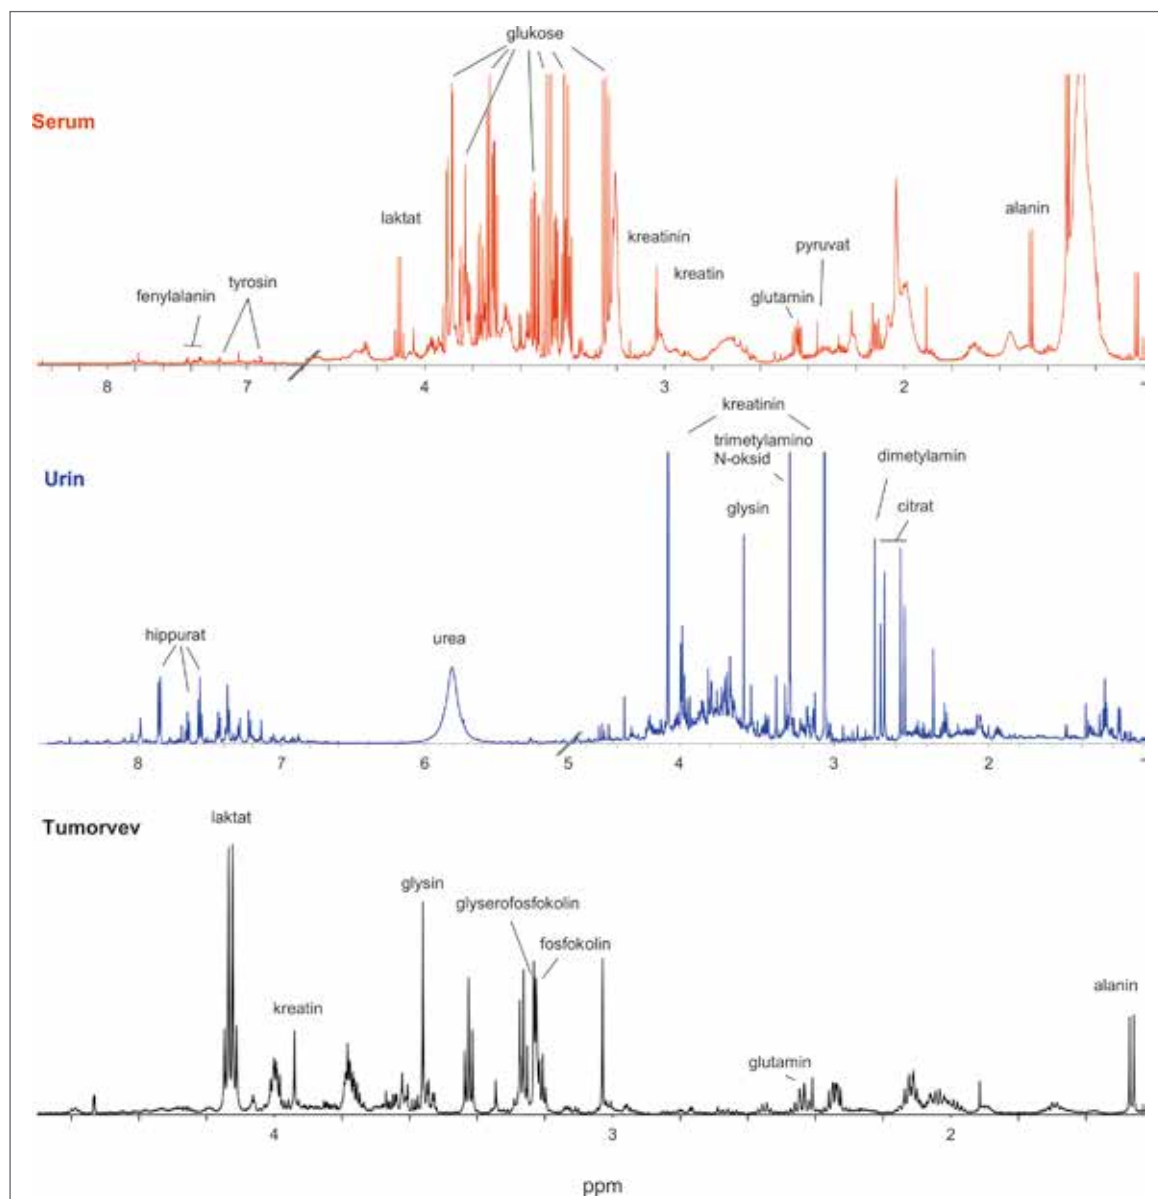 glukose
Serum
laktat
alanin
kreatinin
pyruvat
kreatin
tyrosin
fenylalanin
glutamin
8 7 4 3 2 1
kreatinin
trimetylamino
N-oksid
dimetylamin
Urin
glysin
citrat
hippurat
urea
8 7 6 5 4 3 2 1
laktat
Tumorvev
glysin
glyserofosfokolin
fosfokolin
kreatin
alanin
glutamin
4 3 2
ppm